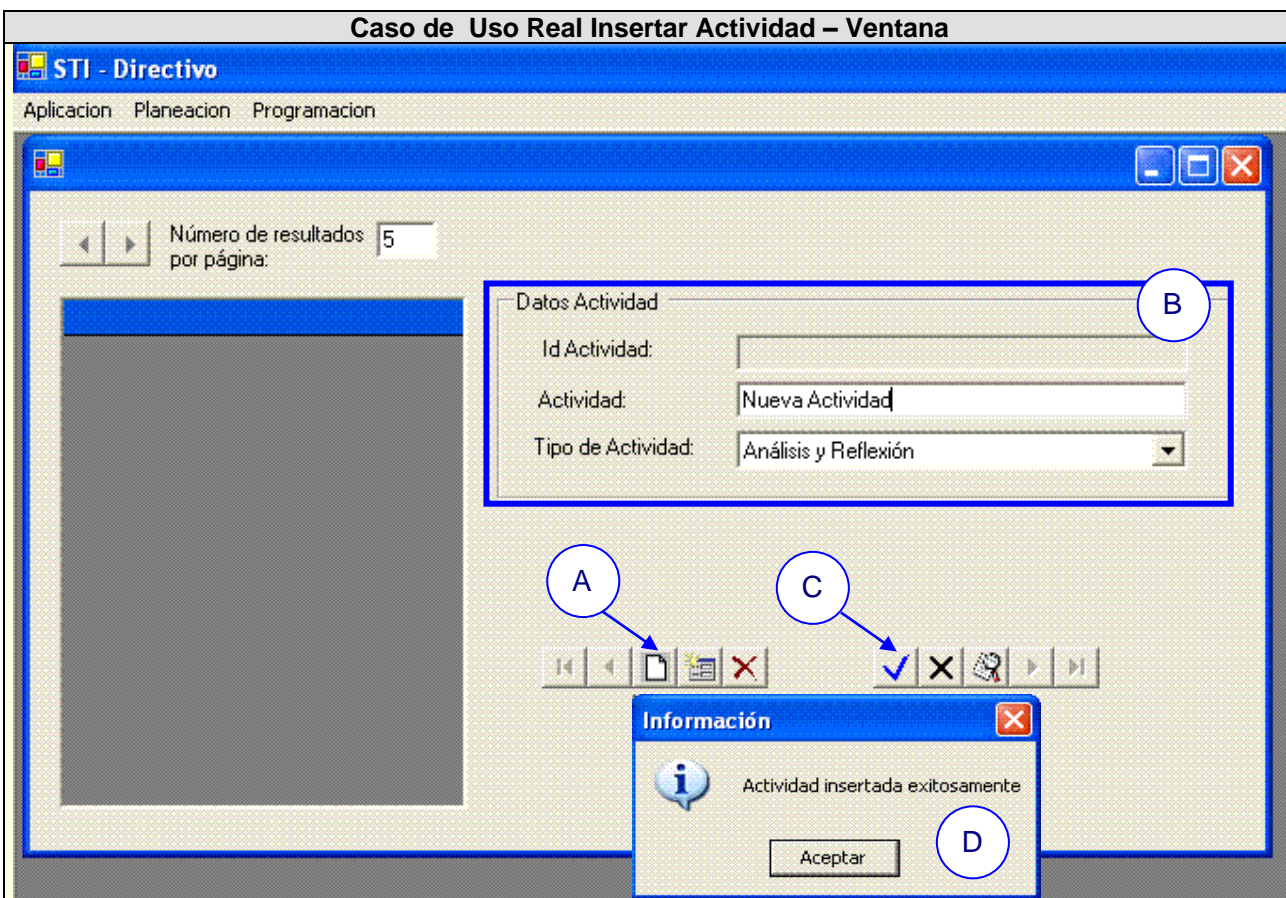 Caso de  Uso Real Insertar Actividad – Ventana
STI - Directivo
Aplicacion Planeacion Programacion
Número de resultados
por página:
5
Datos Actividad
B
Id Actividad:
Actividad: Nueva Actividad
Tipo de Actividad: Análisis y Reflexión
A
C
Información
Actividad insertada exitosamente
Aceptar
D